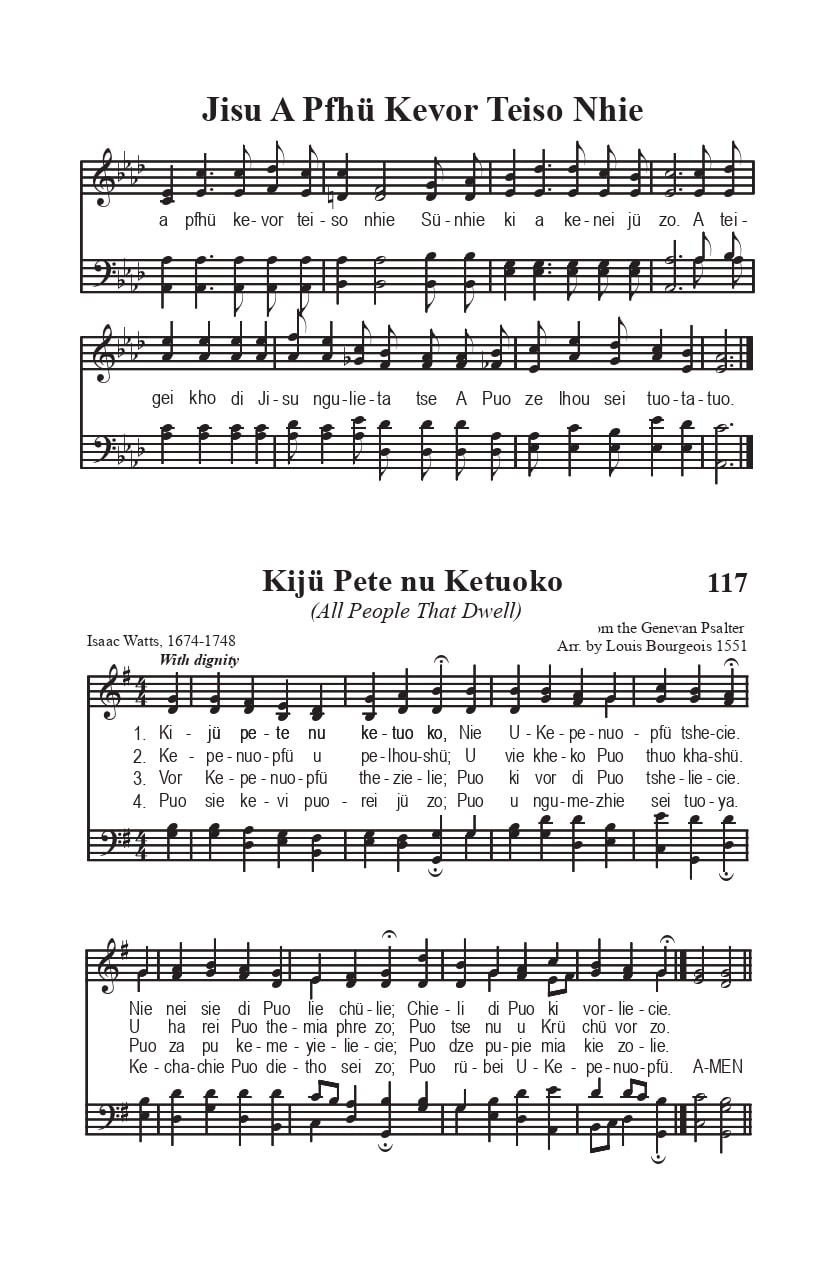 Jisu A Pfhü Kevor Teiso Nhie
a pfhü ke-vor tei-so nhie Sü-nhie ki a ke-nei jü zo. A tei-
gei kho di Ji-su ngu-lie-ta tse A Puo ze lhou sei tuo-ta-tuo.
Kijü Pete nu Ketuoko 117
(All People That Dwell)
Isaac Watts, 1674-1748
om the Genevan Psalter
Arr. by Louis Bourgeois 1551
With dignity
1. Ki-jü pe-te nu ke-tuo ko, Nie U-Ke-pe-nuo-pfü tshe-cie.
2. Ke-pe-nuo-pfü u pe-lhou-shü; U vie khe-ko Puo thuo kha-shü.
3. Vor Ke-pe-nuo-pfü the-zie-lie; Puo ki vor di Puo tshe-lie-cie.
4. Puo sie ke-vi puo-rei jü zo; Puo u ngu-me-zhie sei tuo-ya.
Nie nei sie di Puo lie chü-lie; Chie-li di Puo ki vor-lie-cie.
U ha rei Puo the-mia phre zo; Puo tse nu u Krü chü vor zo.
Puo za pu ke-me-yie-lie-cie; Puo dze pu-pie mia kie zo-lie.
Ke-cha-chie Puo die-tho sei zo; Puo rü-bei U-Ke-pe-nuo-pfü. A-MEN